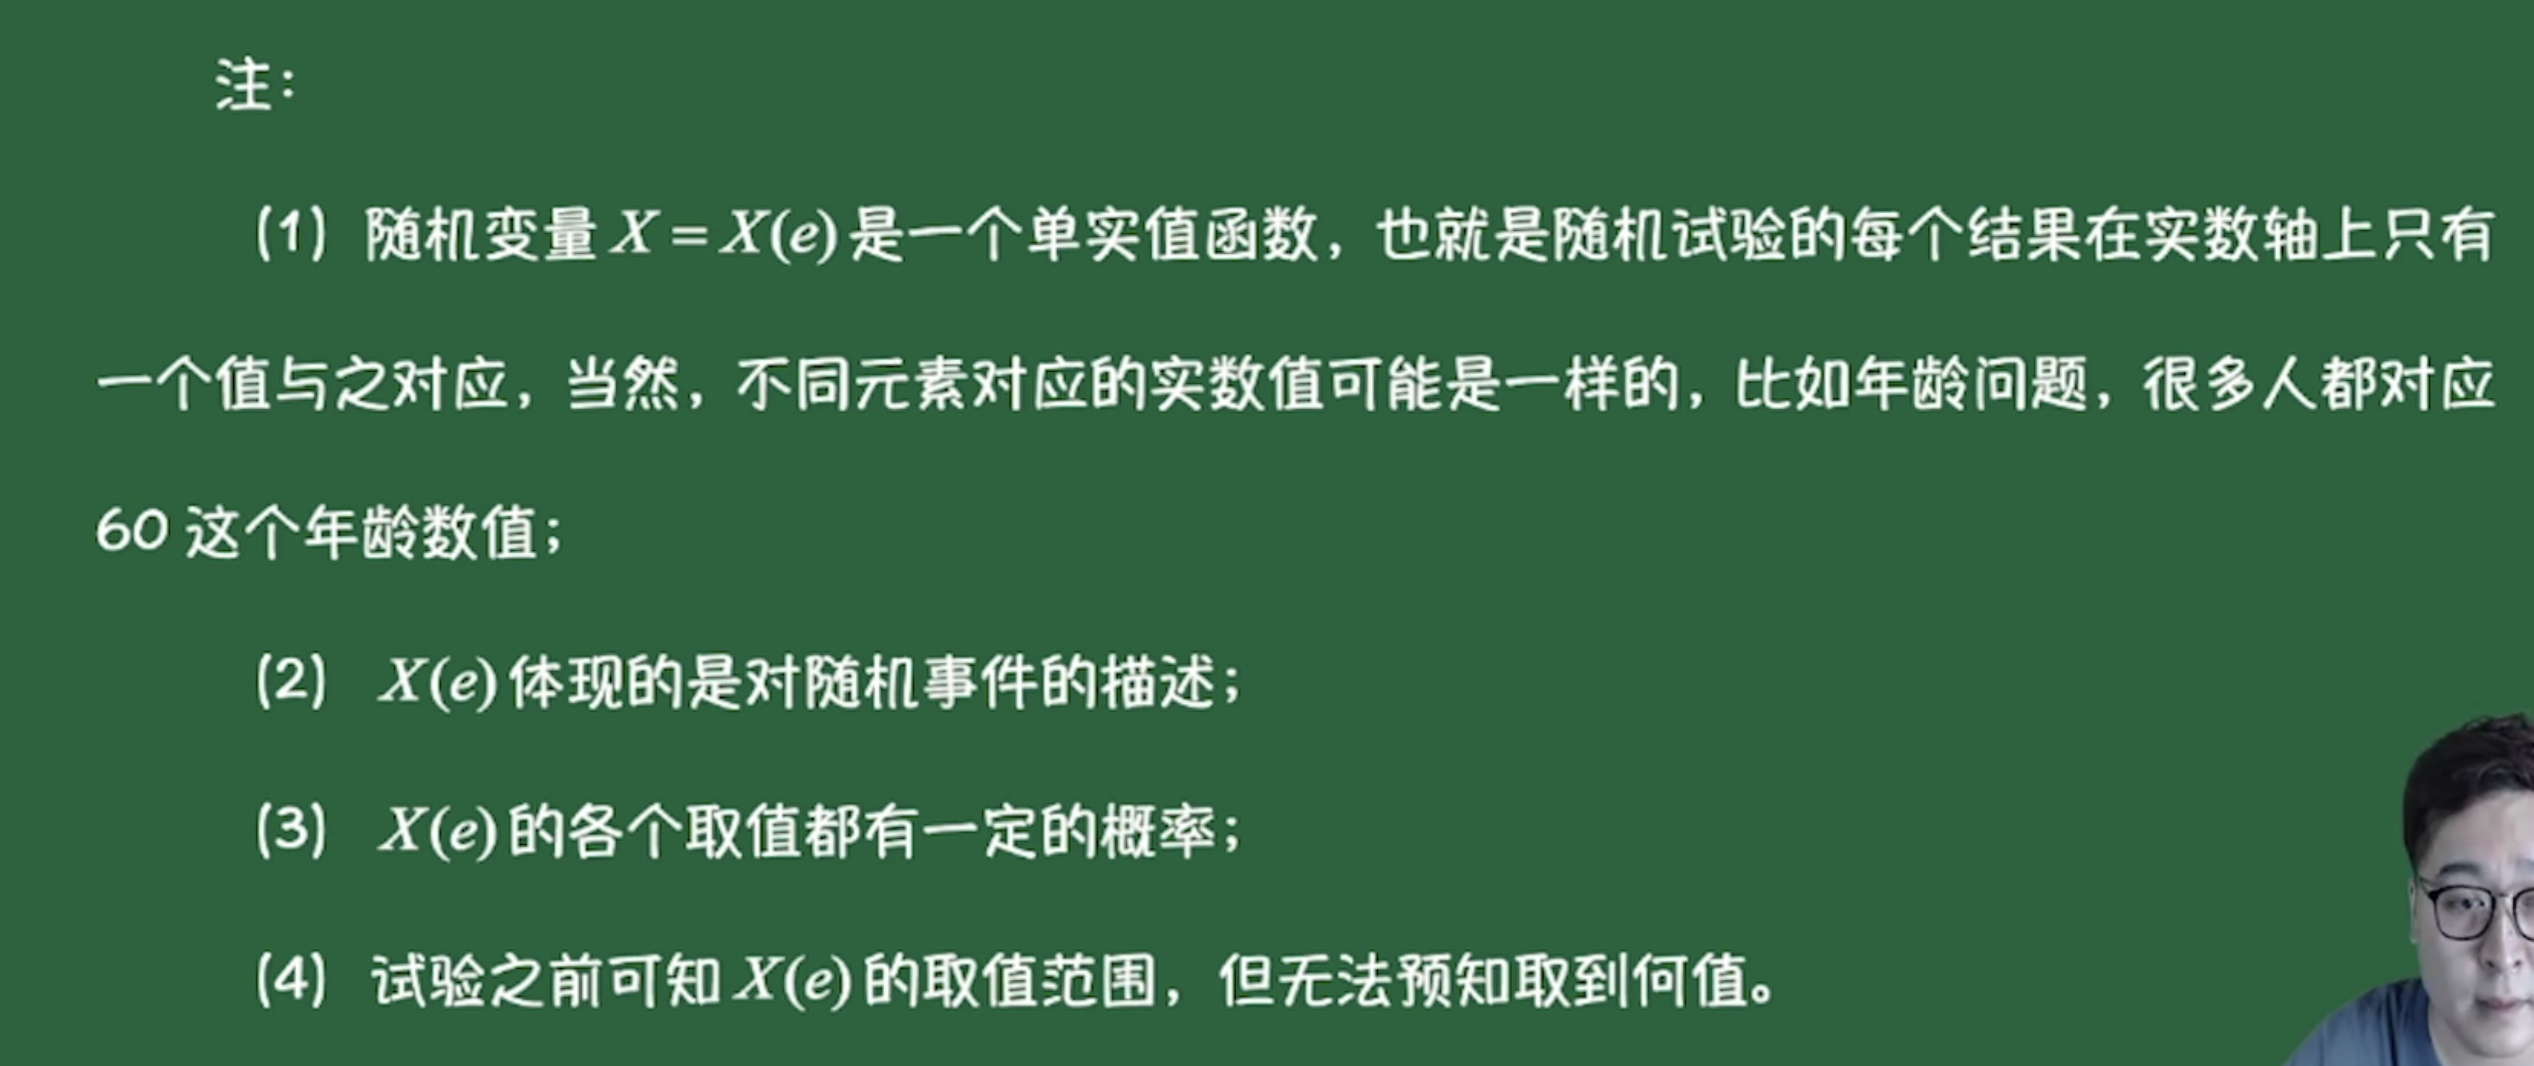 注：
(1) 随机变量 X = X(e) 是一个单实值函数，也就是随机试验的每个结果在实数轴上只有
一个值与之对应，当然，不同元素对应的实数值可能是一样的，比如年龄问题，很多人都对应
60 这个年龄数值；
(2) X(e) 体现的是对随机事件的描述；
(3) X(e) 的各个取值都有一定的概率；
(4) 试验之前可知 X(e) 的取值范围，但无法预知取到何值。